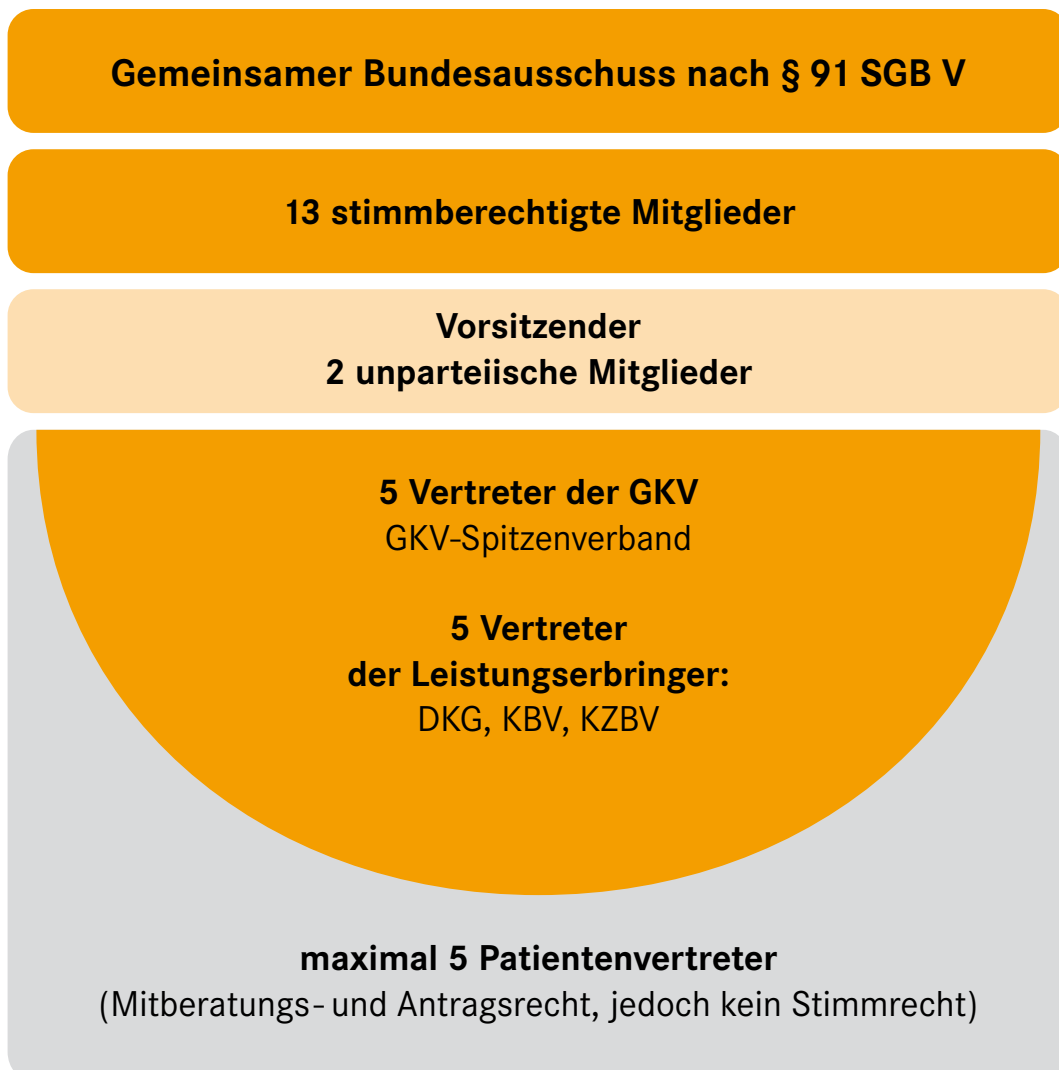 Gemeinsamer Bundesausschuss nach § 91 SGB V
13 stimmberechtigte Mitglieder
Vorsitzender
2 unparteiische Mitglieder
5 Vertreter der GKV
GKV-Spitzenverband
5 Vertreter
der Leistungserbringer:
DKG, KBV, KZBV
maximal 5 Patientenvertreter
(Mitberatungs- und Antragsrecht, jedoch kein Stimmrecht)